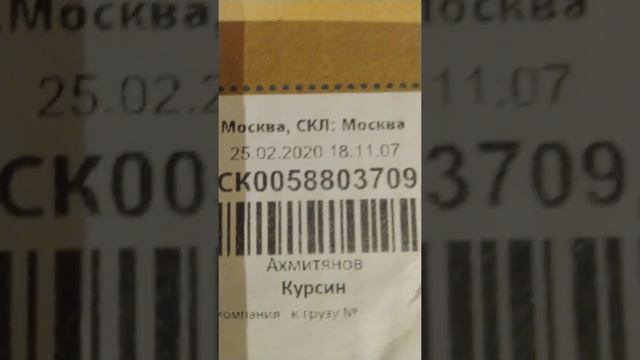 .Москва, СКЛ: Москва
25.02.2020 18:11:07
СК0058803709
Ахмитянов
Курсин
компания к грузу №